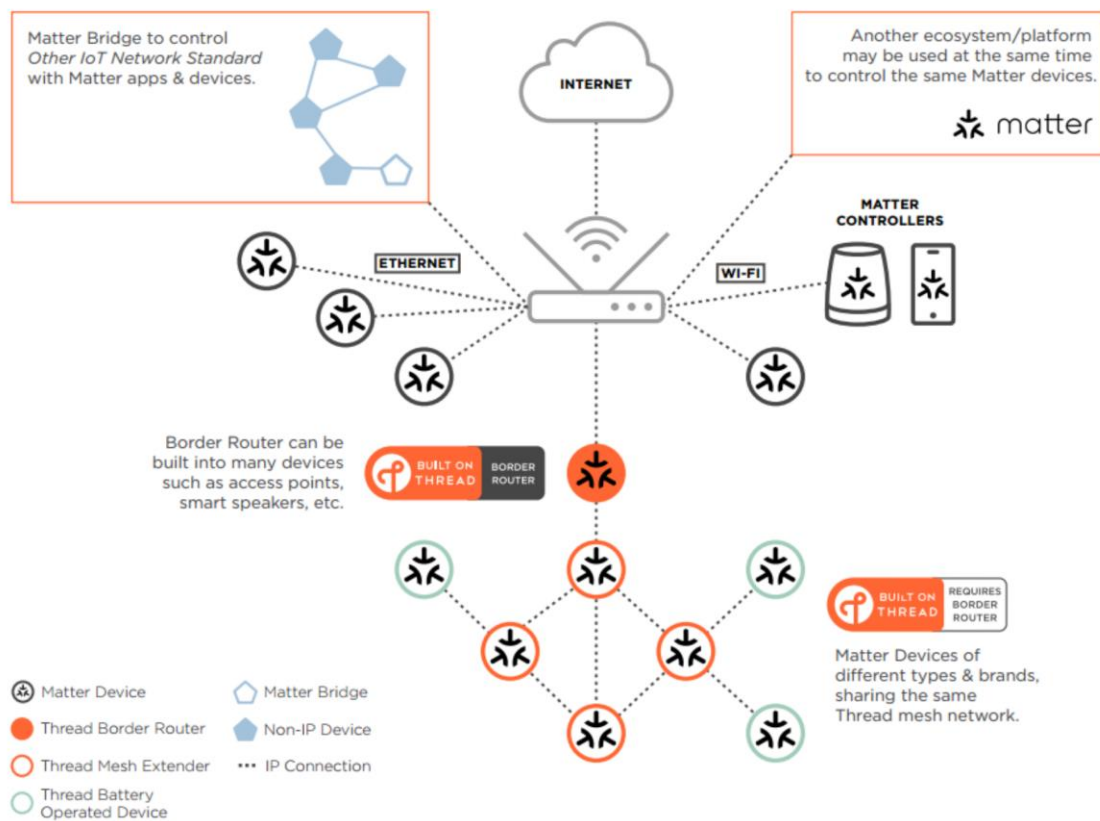 Matter Bridge to control
Other IoT Network Standard
with Matter apps & devices.
INTERNET
Another ecosystem/platform
may be used at the same time
to control the same Matter devices.
matter
MATTER
CONTROLLERS
ETHERNET
WI-FI
Border Router can be
built into many devices
such as access points,
smart speakers, etc.
BUILT ON
THREAD
BORDER
ROUTER
BUILT ON
THREAD
REQUIRES
BORDER
ROUTER
Matter Devices of
different types & brands,
sharing the same
Thread mesh network.
Matter Device
Thread Border Router
Thread Mesh Extender
Thread Battery
Operated Device
Matter Bridge
Non-IP Device
IP Connection